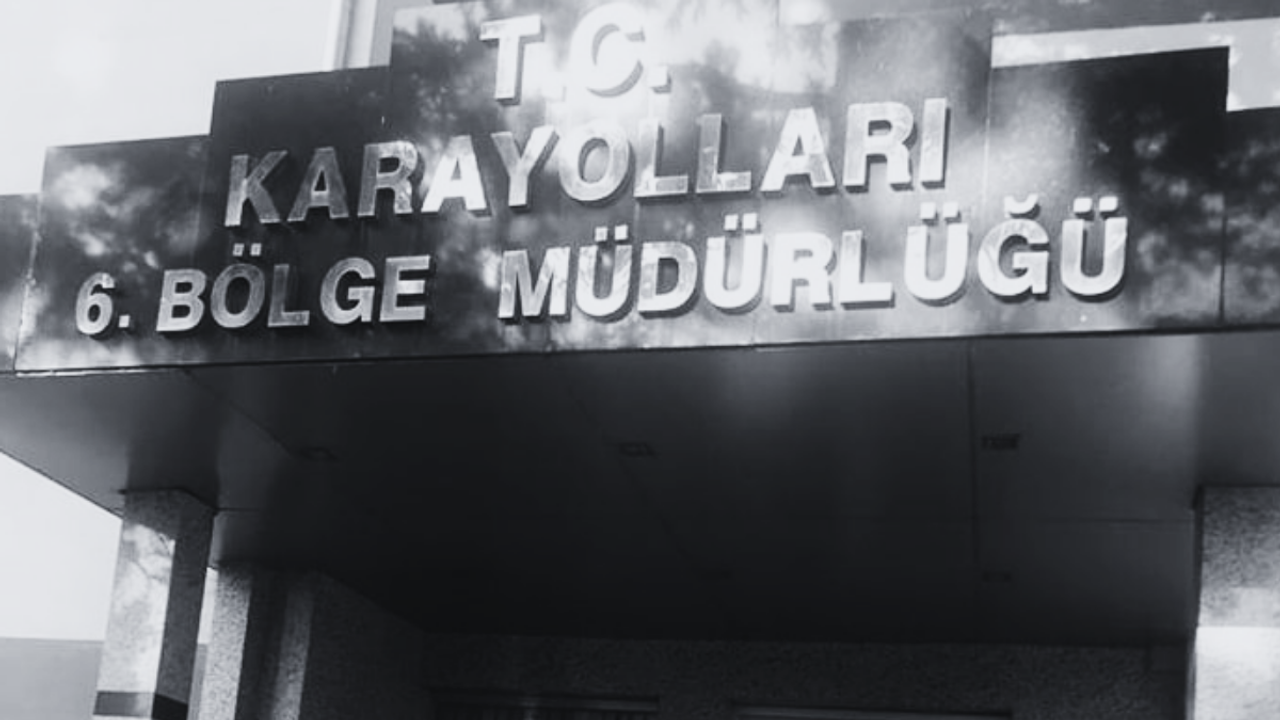 T.C.
KARAYOLLARI
6. BÖLGE MÜDÜRLÜĞÜ